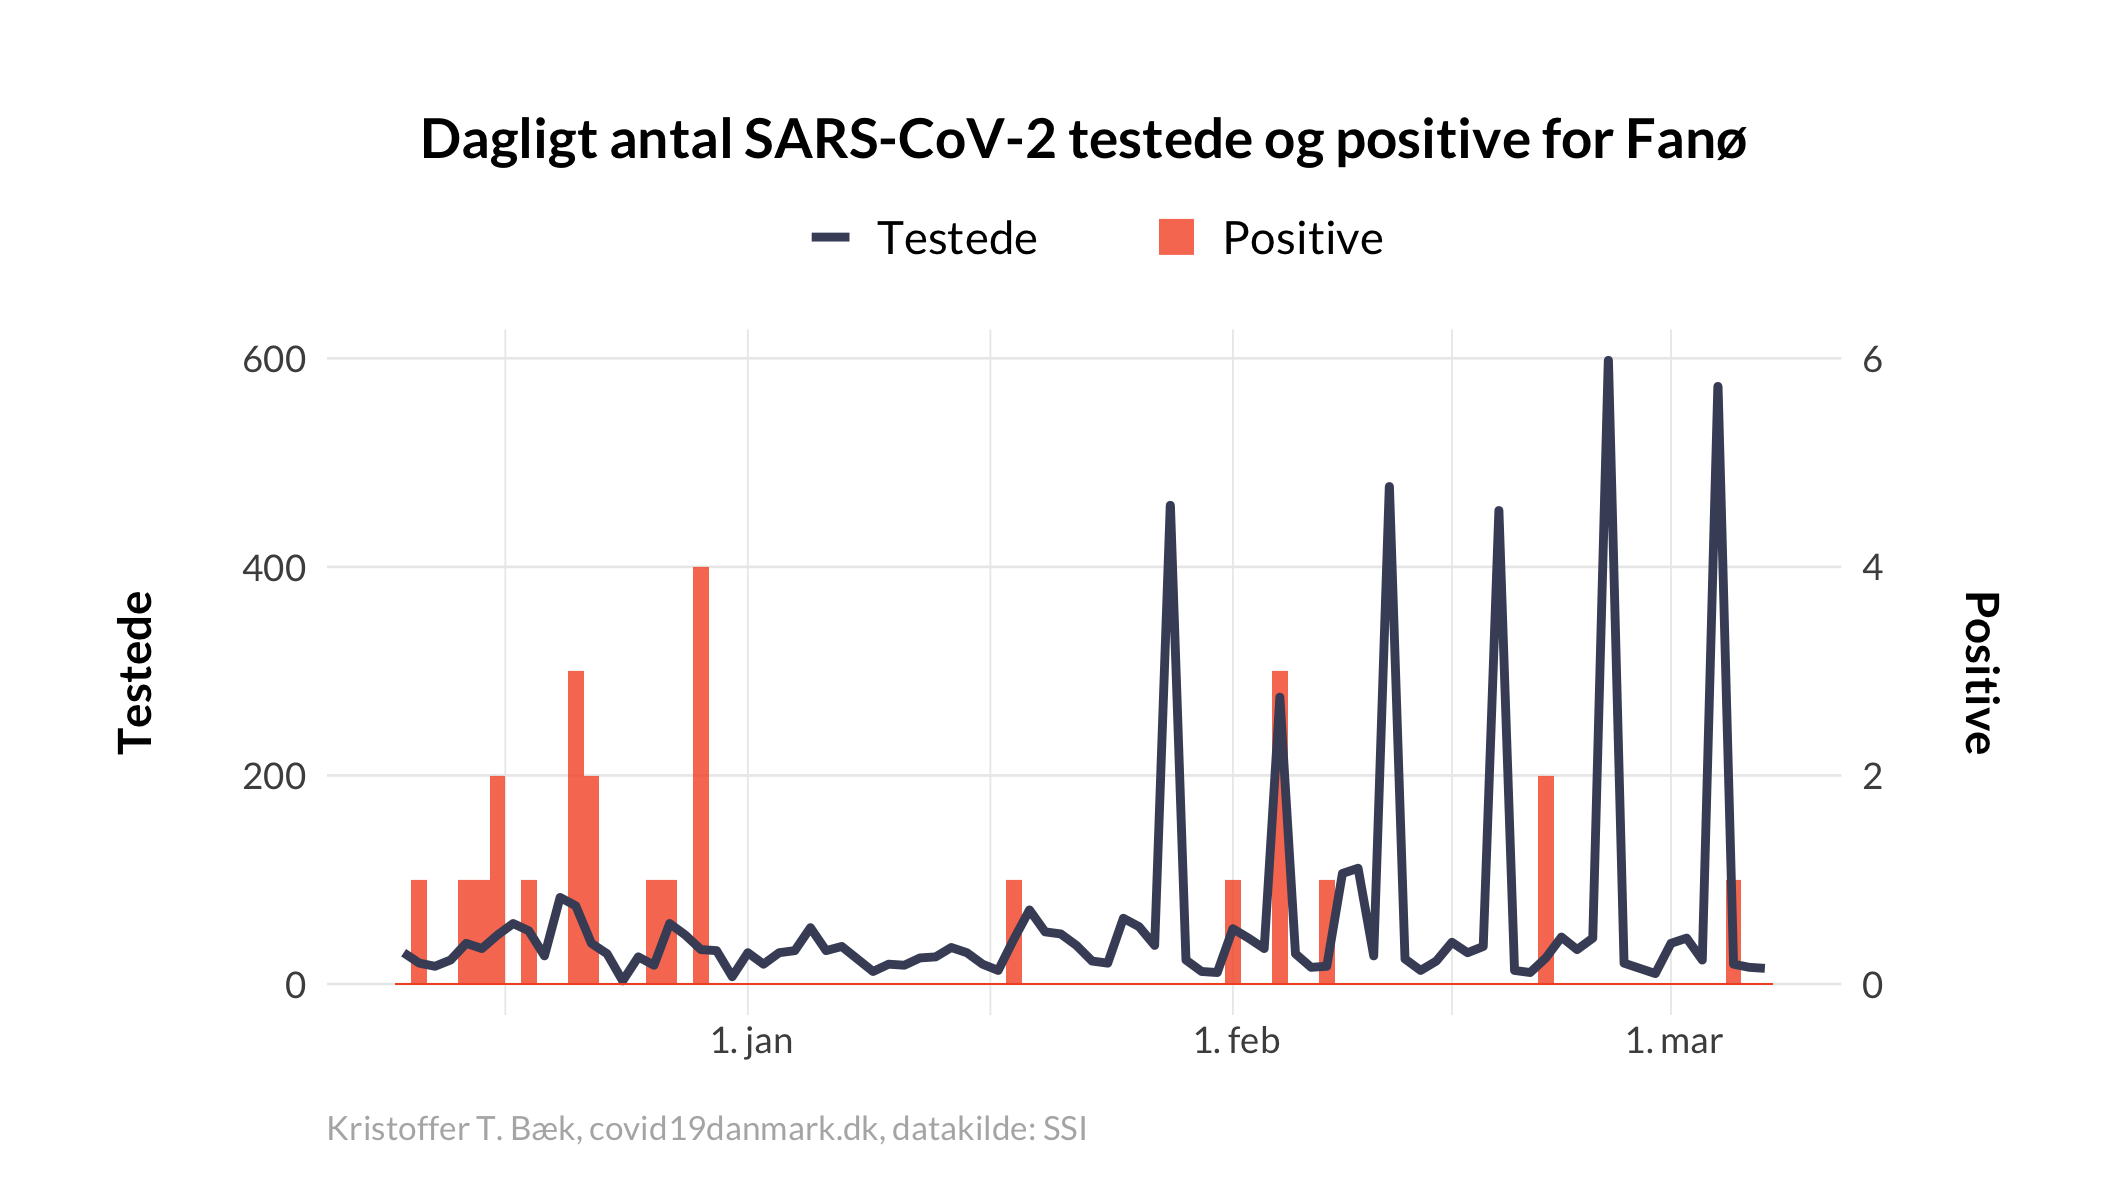 Dagligt antal SARS-CoV-2 testede og positive for Fanø
Testede
Positive
600
400
200
0
6
4
2
0
Testede
Positive
1. jan
1. feb
1. mar
Kristoffer T. Bæk, covid19danmark.dk, datakilde: SSI